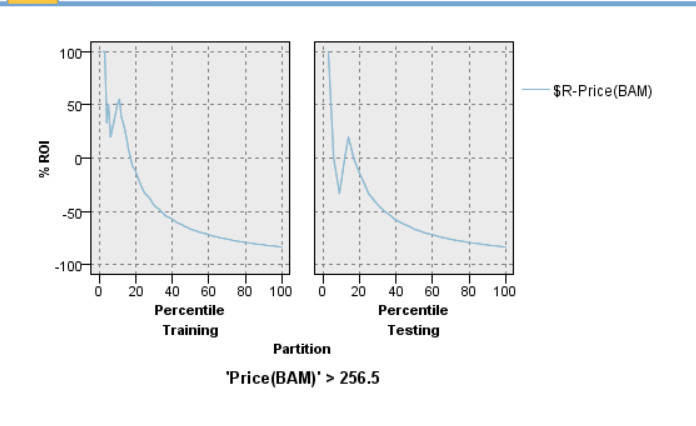 100
50
0
-50
-100
% ROI
0 20 40 60 80 100
0 20 40 60 80 100
Percentile
Percentile
Training
Testing
Partition
'Price(BAM)' > 256.5
$R-Price(BAM)